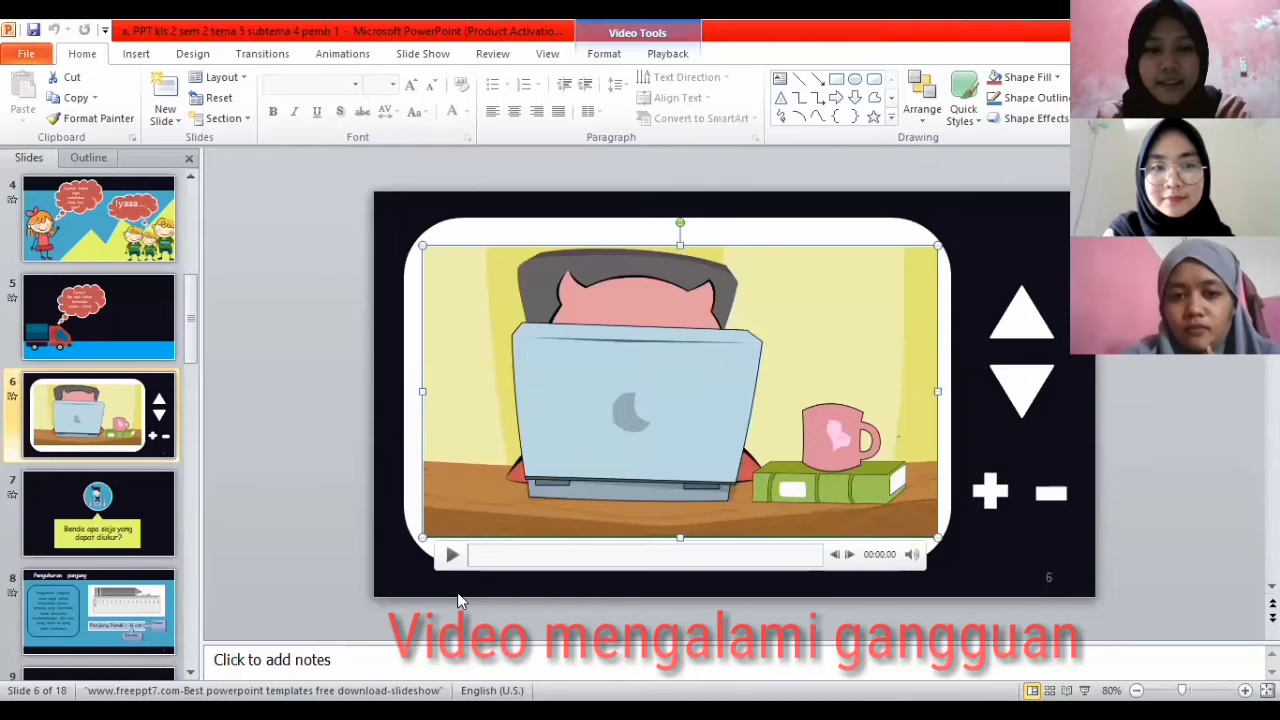 a. PPT kls 2 sem 2 tema 5 subtema 4 pemb 1 - Microsoft PowerPoint (Product Activatio...
Video Tools
File Home Insert Design Transitions Animations Slide Show Review View Format Playback
Paste
Cut
Copy
Format Painter
Clipboard
New
Slide
Layout
Reset
Section
Slides
Font
Text Direction
Align Text
Convert to SmartArt
Paragraph
Arrange
Quick
Styles
Shape Fill
Shape Outlin
Shape Effects
Drawing
Slides Outline
4
Iyaaa...
5
6
7
Benda apa saja yang
dapat diukur?
8
Pengukuran panjang
9
00:00,00
6
Video mengalami gangguan
Click to add notes
Slide 6 of 18 "www.freeppt7.com-Best powerpoint templates free download-slideshow" English (U.S.) 80%